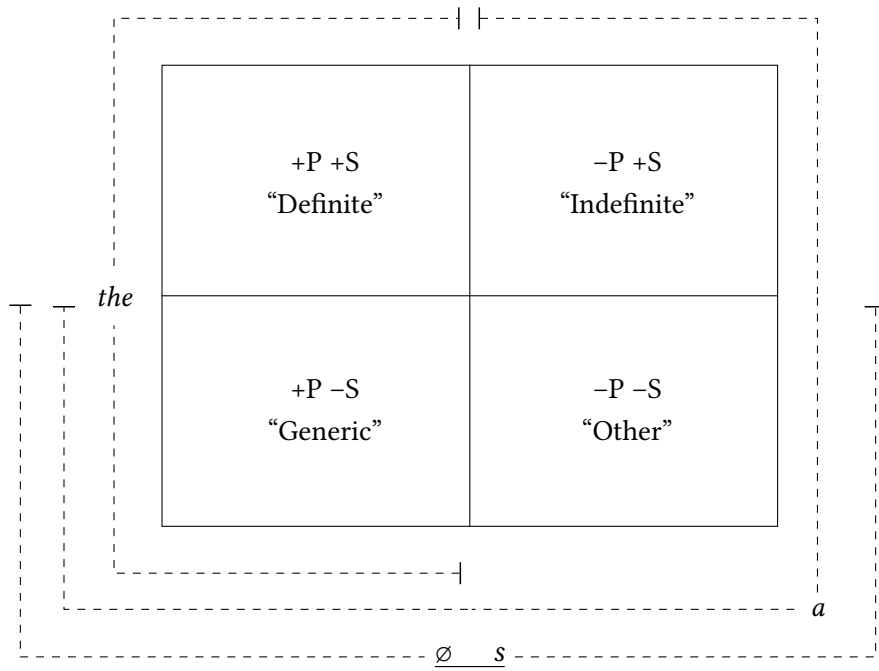 +P +S
“Definite”
–P +S
“Indefinite”
the
+P –S
“Generic”
–P –S
“Other”
a
∅ s